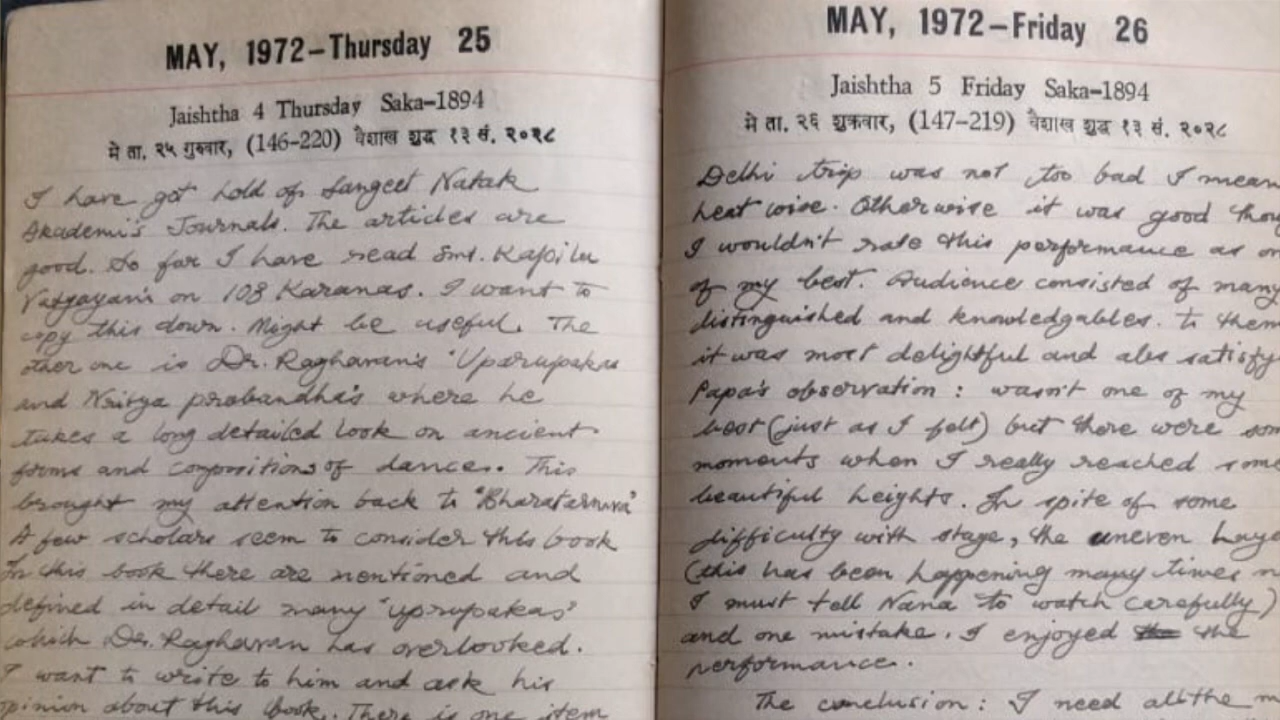 MAY, 1972–Thursday 25
Jaishtha 4 Thursday Saka–1894
मे ता. २५ गुरुवार, (146–220) वैशाख शुद्ध १३ सं. २०२८
I have got hold of Sangeet Natak
Akademi's Journals. The articles are
good. So far I have read Smt. Kapila
Vatsyayan's on 108 Karanas. I want to
copy this down. Might be useful. The
other one is Dr. Raghavan's 'Uparupakas
and Nritya prabandha's where he
takes a long detailed look on ancient
forms and compositions of dances. This
brought my attention back to "Bharatarnava"
A few scholars seem to consider this book
In this book there are mentioned and
defined in detail many 'uprupakas'
which Dr. Raghavan has overlooked.
I want to write to him and ask his
opinion about this book. There is one item
MAY, 1972–Friday 26
Jaishtha 5 Friday Saka–1894
मे ता. २६ शुक्रवार, (147–219) वैशाख शुद्ध १३ सं. २०२८
Delhi trip was not too bad I mean
heat wise. Otherwise it was good thou
I wouldn't rate this performance as on
of my best. Audience consisted of many
distinguished and knowledgables. to them
it was most delightful and also satisfy
Papa's observation : wasn't one of my
best (just as I felt) but there were som
moments when I really reached some
beautiful heights. In spite of some
difficulty with stage, the uneven Laya
(this has been happening many times n
I must tell Nana to watch carefully)
and one mistake. I enjoyed the
performance.
The conclusion : I need all the m